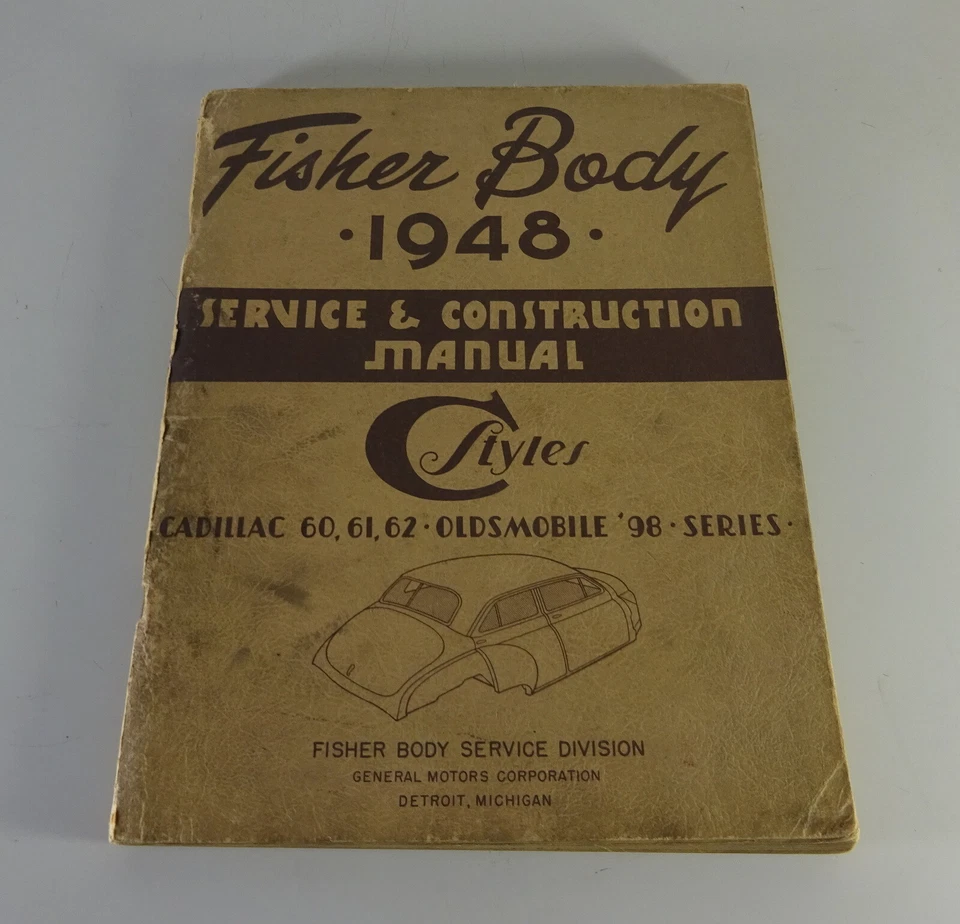 Fisher Body
· 1948 ·
SERVICE & CONSTRUCTION
MANUAL
C Styles
CADILLAC 60, 61, 62 · OLDSMOBILE '98 · SERIES ·
FISHER BODY SERVICE DIVISION
GENERAL MOTORS CORPORATION
DETROIT, MICHIGAN